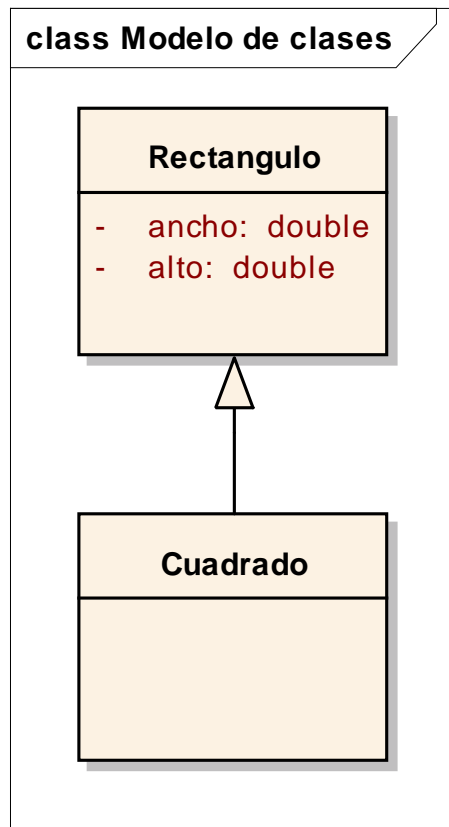 class Modelo de clases
Rectangulo
- ancho: double
- alto: double
Cuadrado